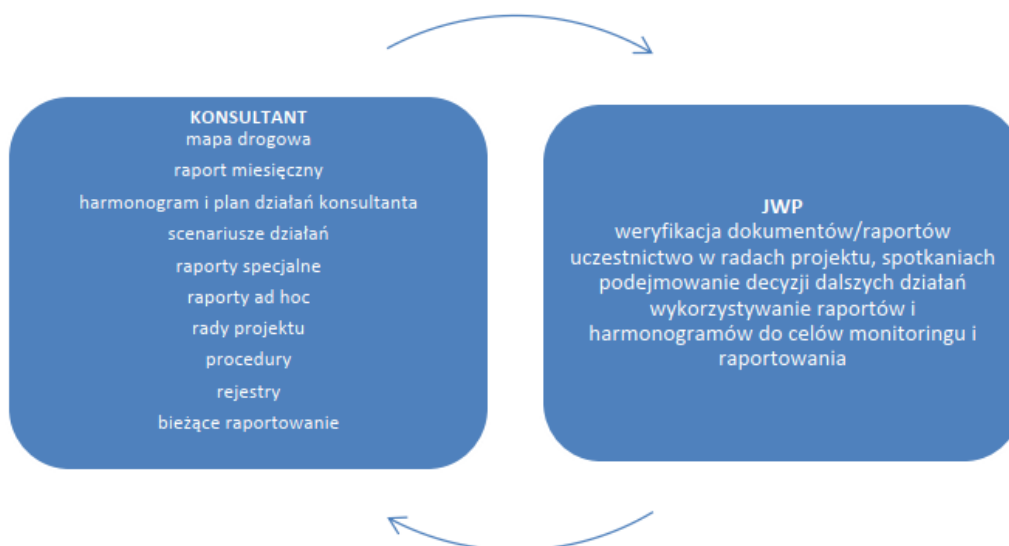 KONSULTANT
mapa drogowa
raport miesięczny
harmonogram i plan działań konsultanta
scenariusze działań
raporty specjalne
raporty ad hoc
rady projektu
procedury
rejestry
bieżące raportowanie
JWP
weryfikacja dokumentów/raportów
uczestnictwo w radach projektu, spotkaniach
podejmowanie decyzji dalszych działań
wykorzystywanie raportów i
harmonogramów do celów monitoringu i
raportowania